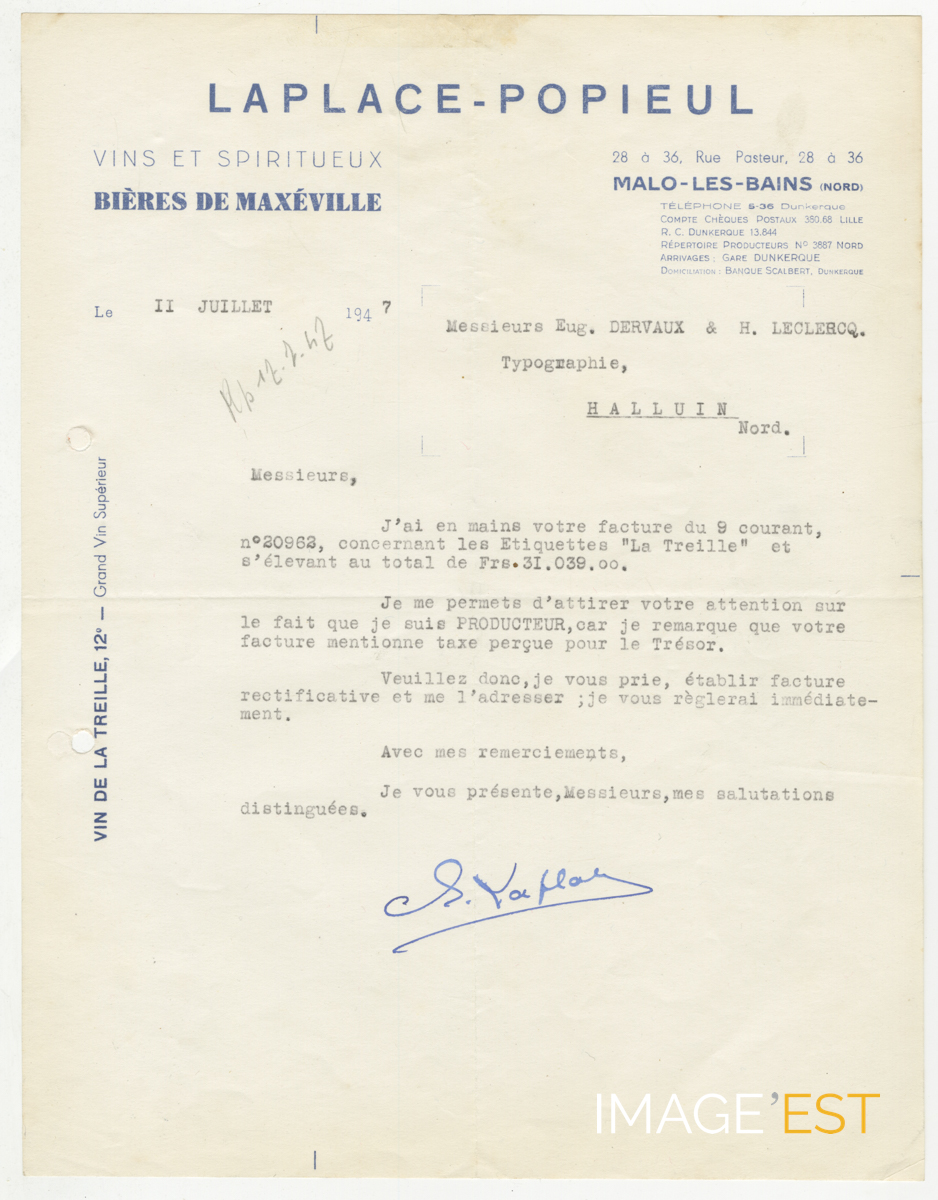 LAPLACE-POPIEUL
VINS ET SPIRITUEUX
BIÈRES DE MAXÉVILLE
28 à 36, Rue Pasteur, 28 à 36
MALO-LES-BAINS (NORD)
TÉLÉPHONE 5-36 Dunkerque
COMPTE CHÈQUES POSTAUX 380.68 LILLE
R. C. DUNKERQUE 13.844
RÉPERTOIRE PRODUCTEURS No 3887 NORD
ARRIVAGES : GARE DUNKERQUE
DOMICILIATION : BANQUE SCALBERT, DUNKERQUE
Le II JUILLET 1947
Rp 17.7.47
Messieurs Eug. DERVAUX & H. LECLERCQ.
Typographie,
HALLUIN
Nord.
VIN DE LA TREILLE, 12° — Grand Vin Supérieur
Messieurs,
J'ai en mains votre facture du 9 courant,
n°20962, concernant les Etiquettes "La Treille" et
s'élevant au total de Frs.31.039.oo.
Je me permets d'attirer votre attention sur
le fait que je suis PRODUCTEUR,car je remarque que votre
facture mentionne taxe perçue pour le Trésor.
Veuillez donc,je vous prie, établir facture
rectificative et me l'adresser ;je vous règlerai immédiate-
ment.
Avec mes remerciements,
Je vous présente,Messieurs,mes salutations
distinguées.
IMAGE'EST